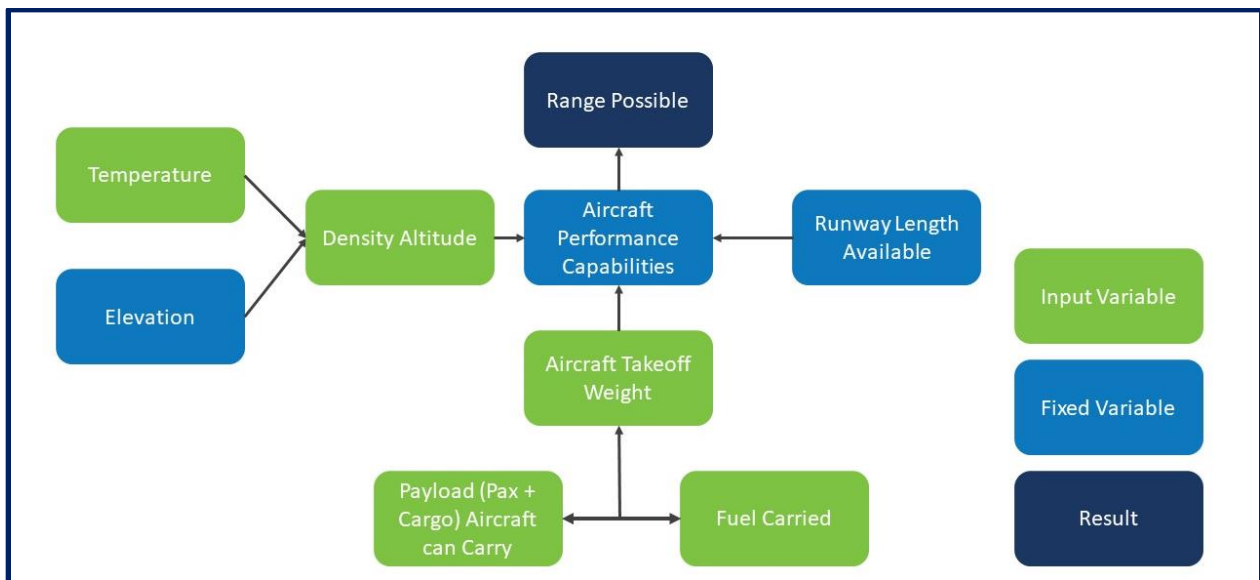 Range Possible
Temperature
Density Altitude
Aircraft
Performance
Capabilities
Runway Length
Available
Elevation
Input Variable
Aircraft Takeoff
Weight
Fixed Variable
Payload (Pax +
Cargo) Aircraft
can Carry
Fuel Carried
Result